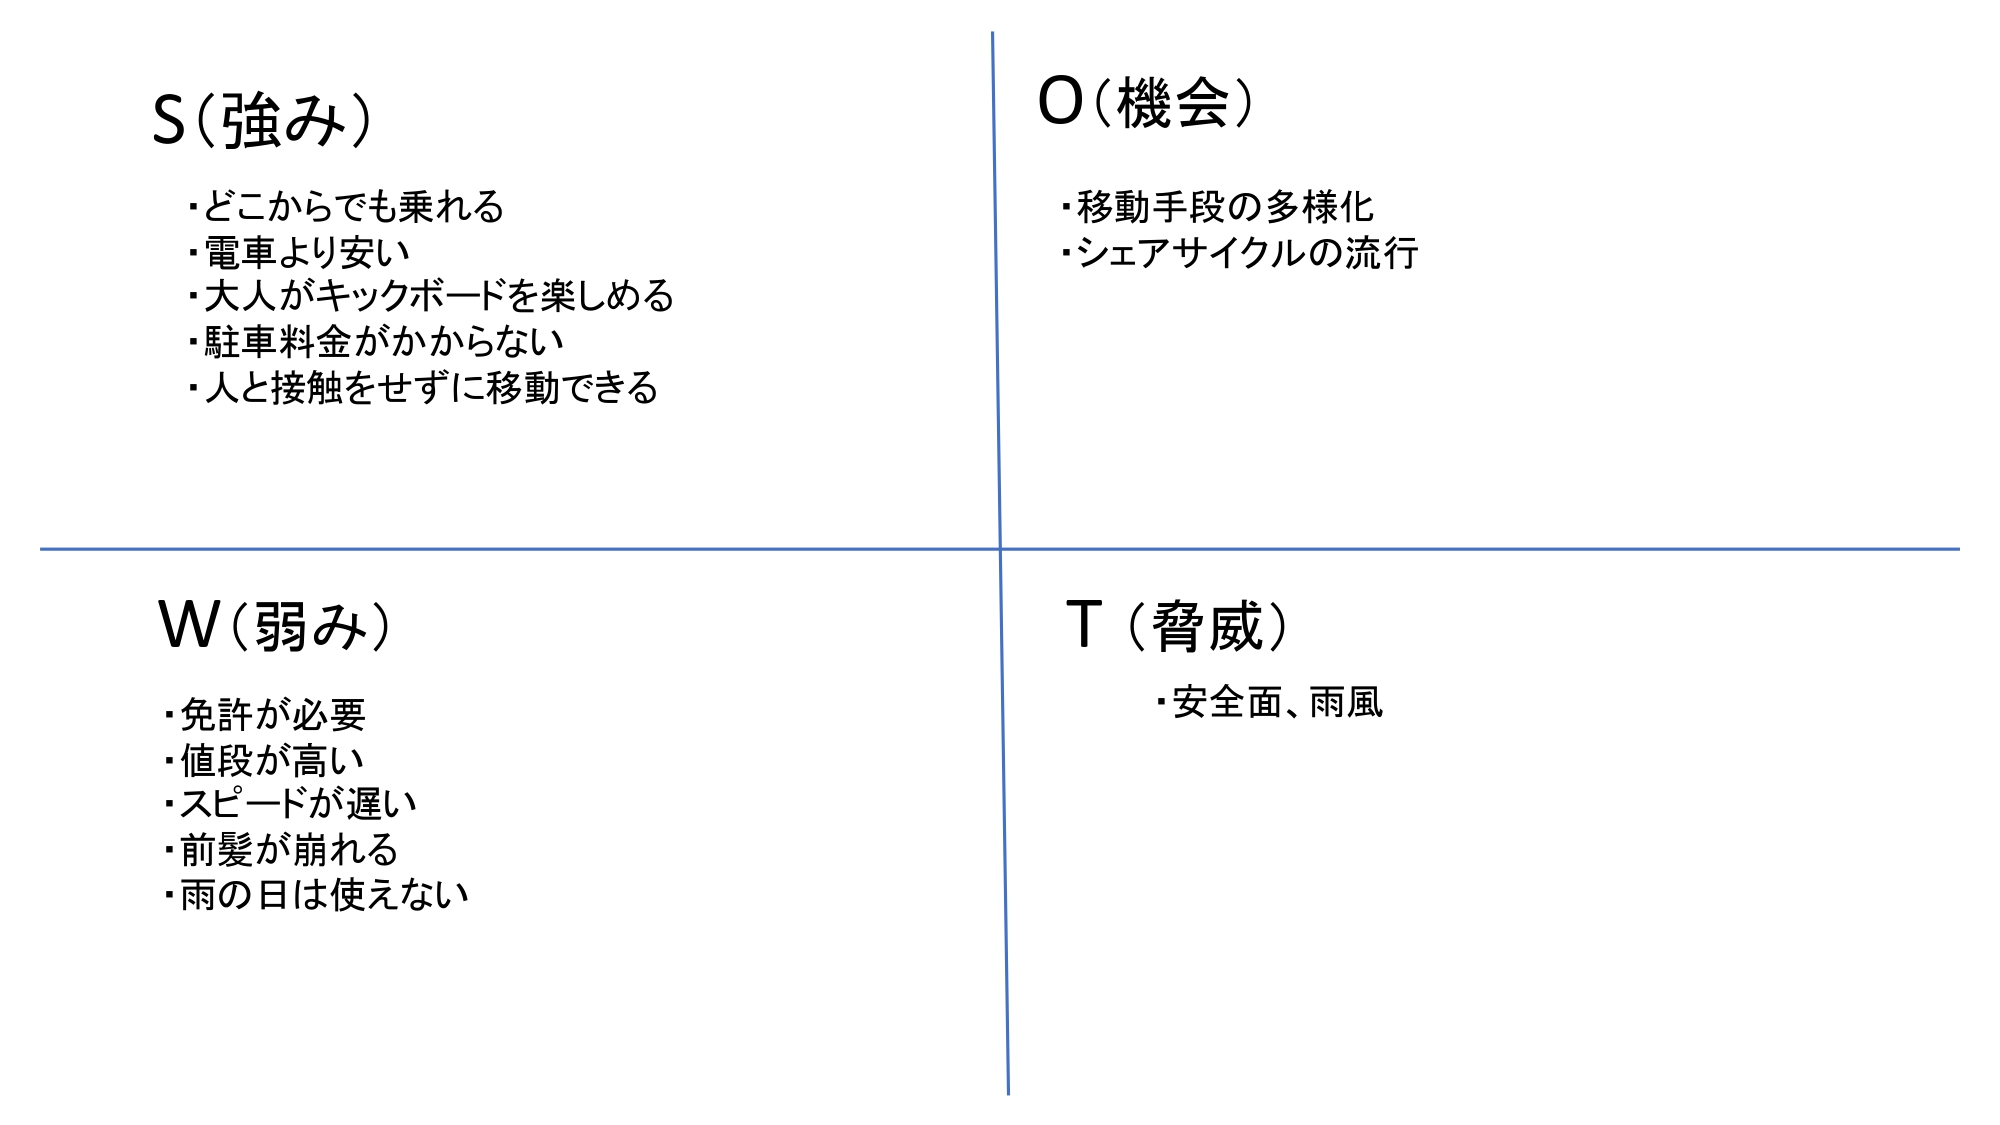 S(強み)
・どこからでも乗れる
・電車より安い
・大人がキックボードを楽しめる
・駐車料金がかからない
・人と接触をせずに移動できる
O(機会)
・移動手段の多様化
・シェアサイクルの流行
W(弱み)
・免許が必要
・値段が高い
・スピードが遅い
・前髪が崩れる
・雨の日は使えない
T(脅威)
・安全面、雨風